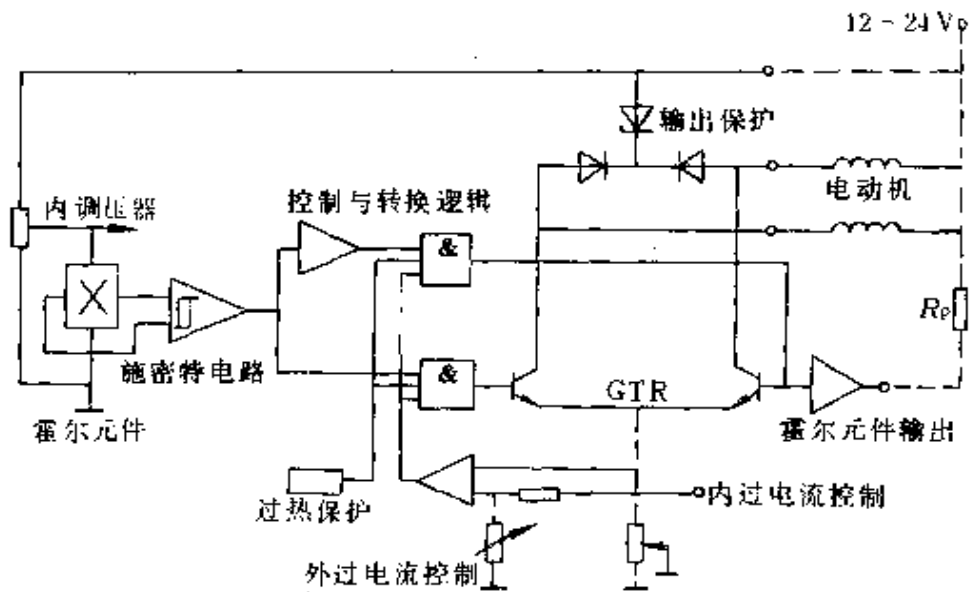 12~24V
输出保护
电动机
内调压器
控制与转换逻辑
&
Rp
施密特电路
&
GTR
霍尔元件
霍尔元件输出
过热保护
内过电流控制
外过电流控制